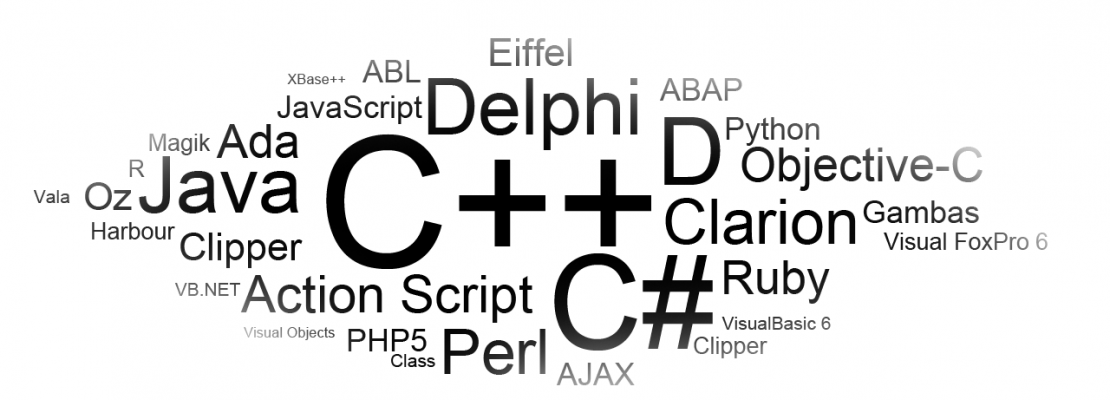 Eiffel
XBase++
ABL
Delphi
ABAP
JavaScript
Python
Magik
Ada
C++
D
Objective-C
R
Java
Vala
Oz
Clarion
Gambas
Harbour
Clipper
Visual FoxPro 6
VB.NET
Action Script
C#
Ruby
Visual Objects
PHP5
Perl
VisualBasic 6
Class
Clipper
AJAX